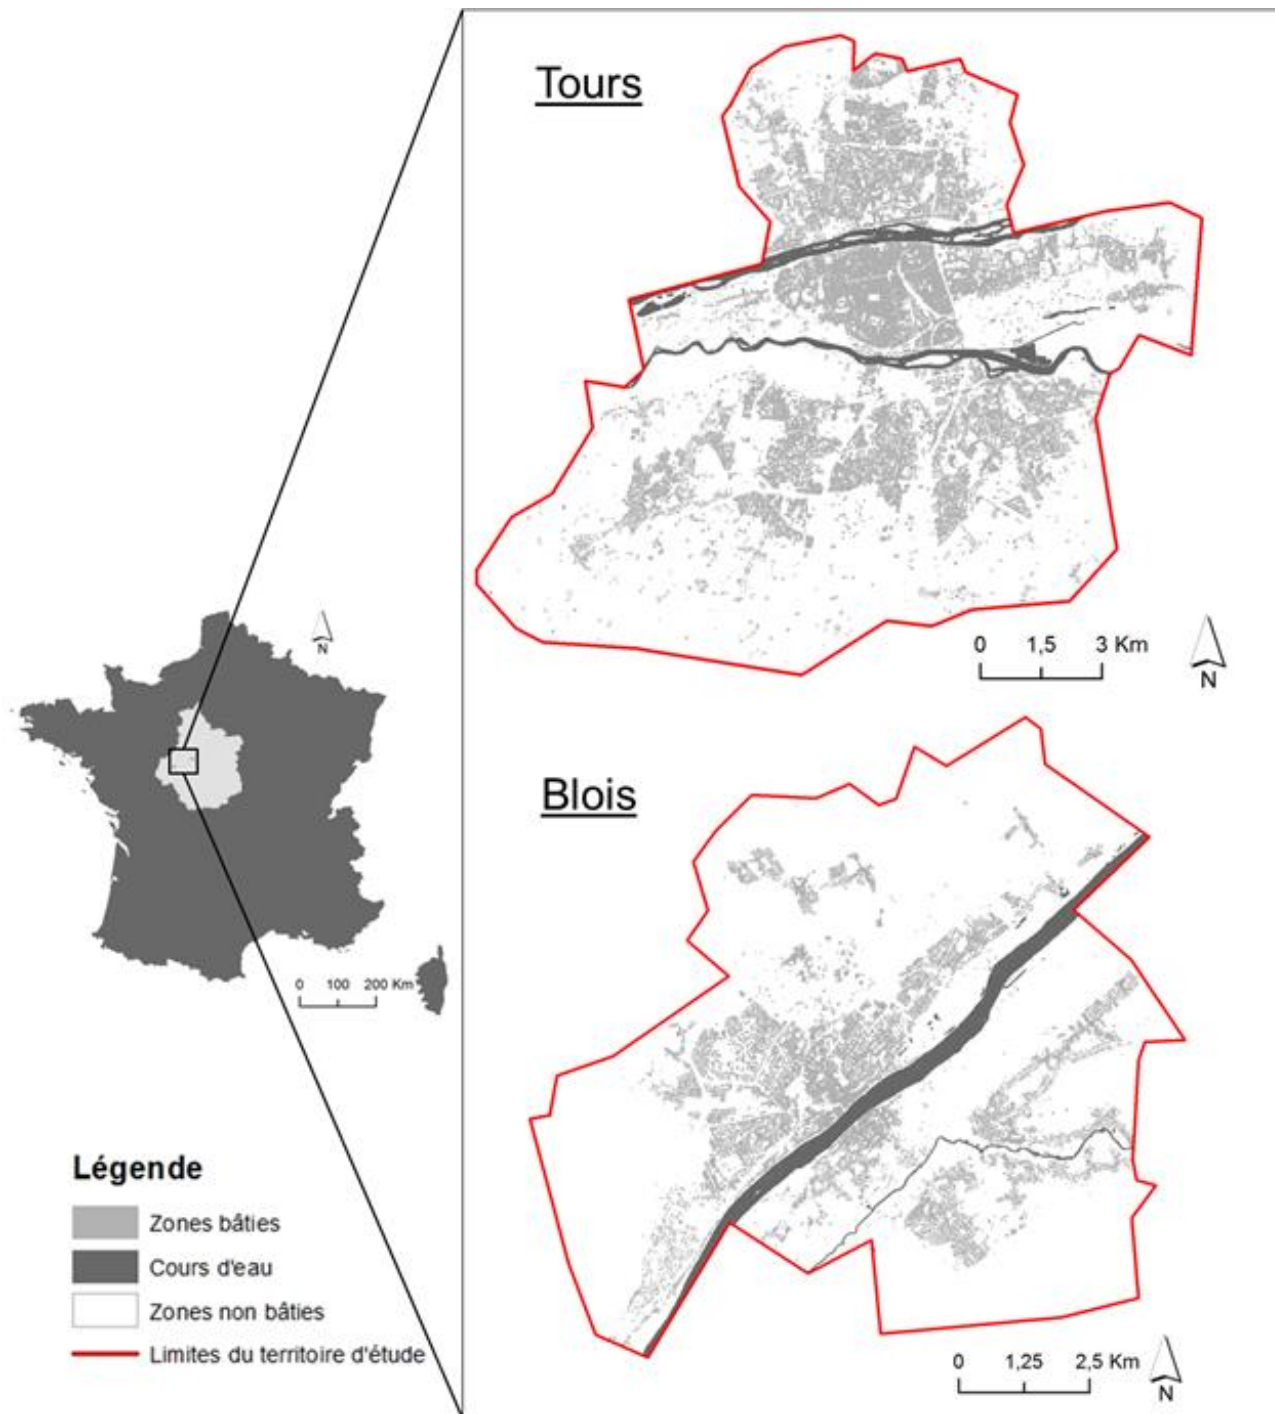 Tours
0 1,5 3 Km
N
N
0 100 200 Km
Blois
0 1,25 2,5 Km
N
Légende
Zones bâties
Cours d'eau
Zones non bâties
Limites du territoire d'étude